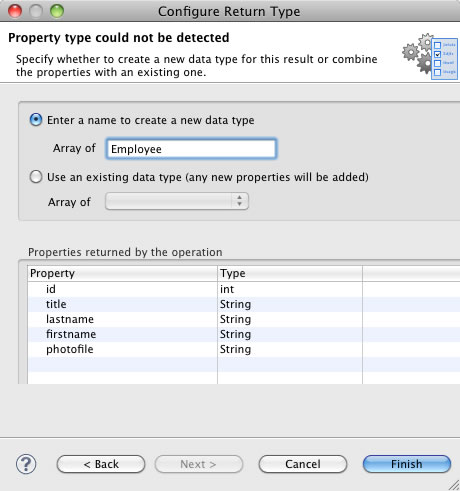 Configure Return Type
Property type could not be detected
Specify whether to create a new data type for this result or combine
the properties with an existing one.
Enter a name to create a new data type
Array of Employee
Use an existing data type (any new properties will be added)
Array of
Properties returned by the operation
Property Type
id int
title String
lastname String
firstname String
photofile String
? < Back Next > Cancel Finish